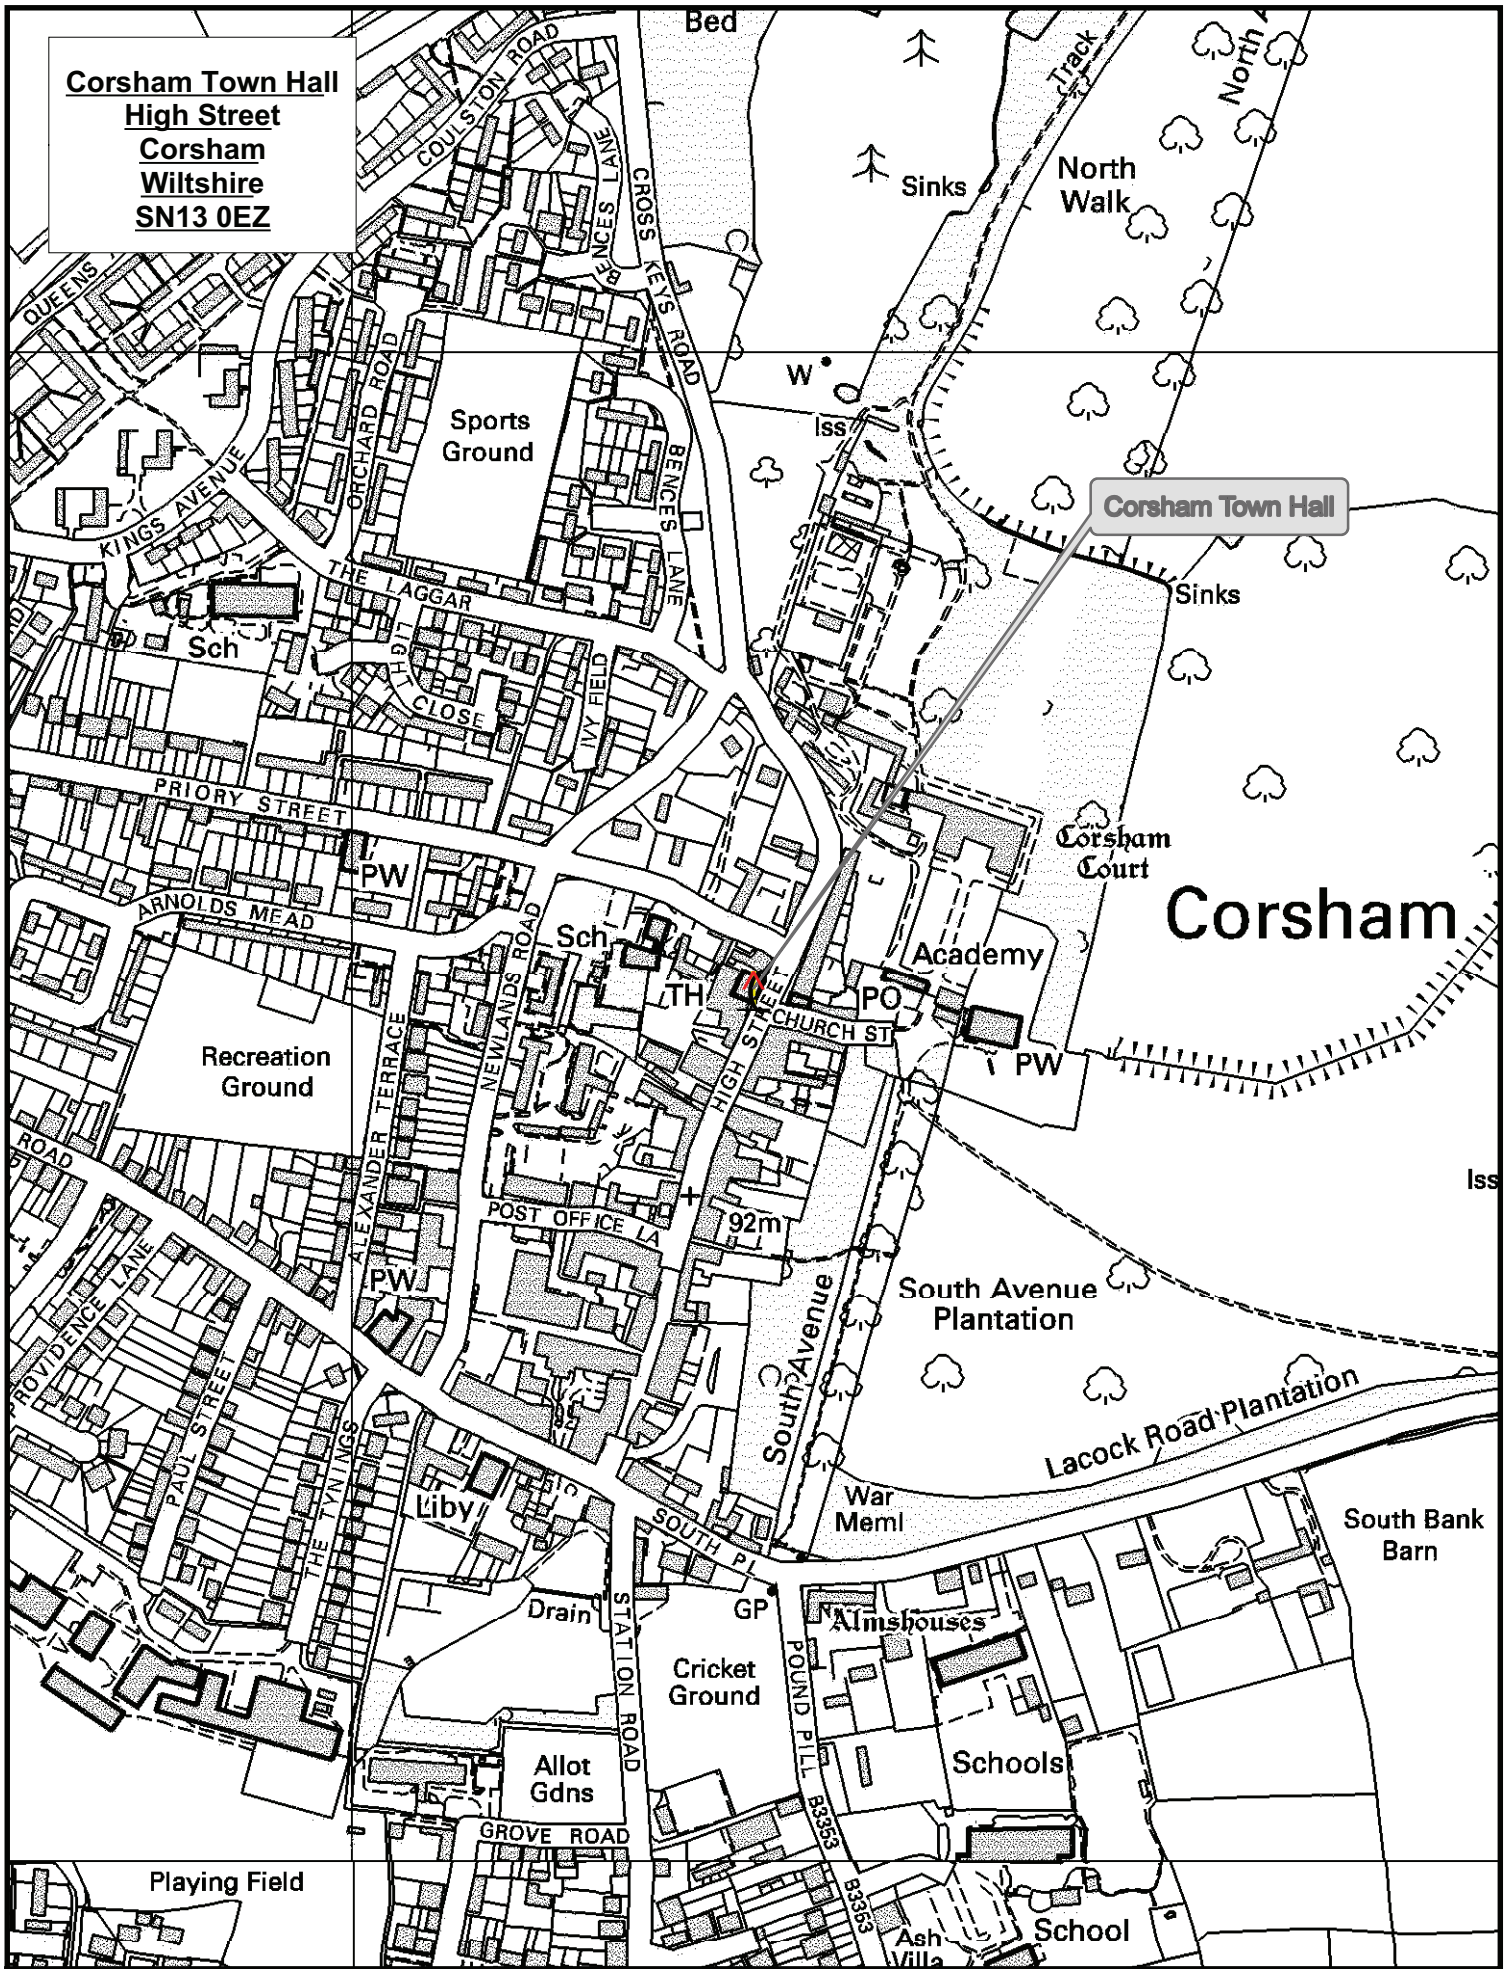 Corsham Town Hall
High Street
Corsham
Wiltshire
SN13 0EZ
Bed
COULSTON ROAD
Track
North
BENCES LANE
CROSS KEYS ROAD
Sinks
North
Walk
QUEENS
ORCHARD ROAD
W
Sports
Ground
Iss
BENCES LANE
KINGS AVENUE
Corsham Town Hall
THE LAGGAR
Sinks
Sch
LIGH CLOSE
IVY FIELD
PRIORY STREET
PW
Corsham
Court
Corsham
ARNOLDS MEAD
Sch
NEWLANDS ROAD
Academy
TH
PO
HIGH STREET
CHURCH ST
Recreation
Ground
ALEXANDER TERRACE
PW
ROAD
Iss
POST OFFICE LA
92m
PROVIDENCE LANE
PW
South Avenue
Plantation
South Avenue
PAUL STREET
THE TYNINGS
Lacock Road Plantation
Liby
War
Meml
SOUTH PL
South Bank
Barn
Drain
STATION ROAD
GP
Almshouses
Cricket
Ground
POUND PILL
Allot
Gdns
Schools
B3353
GROVE ROAD
Playing Field
B3353
Ash
Villa
School